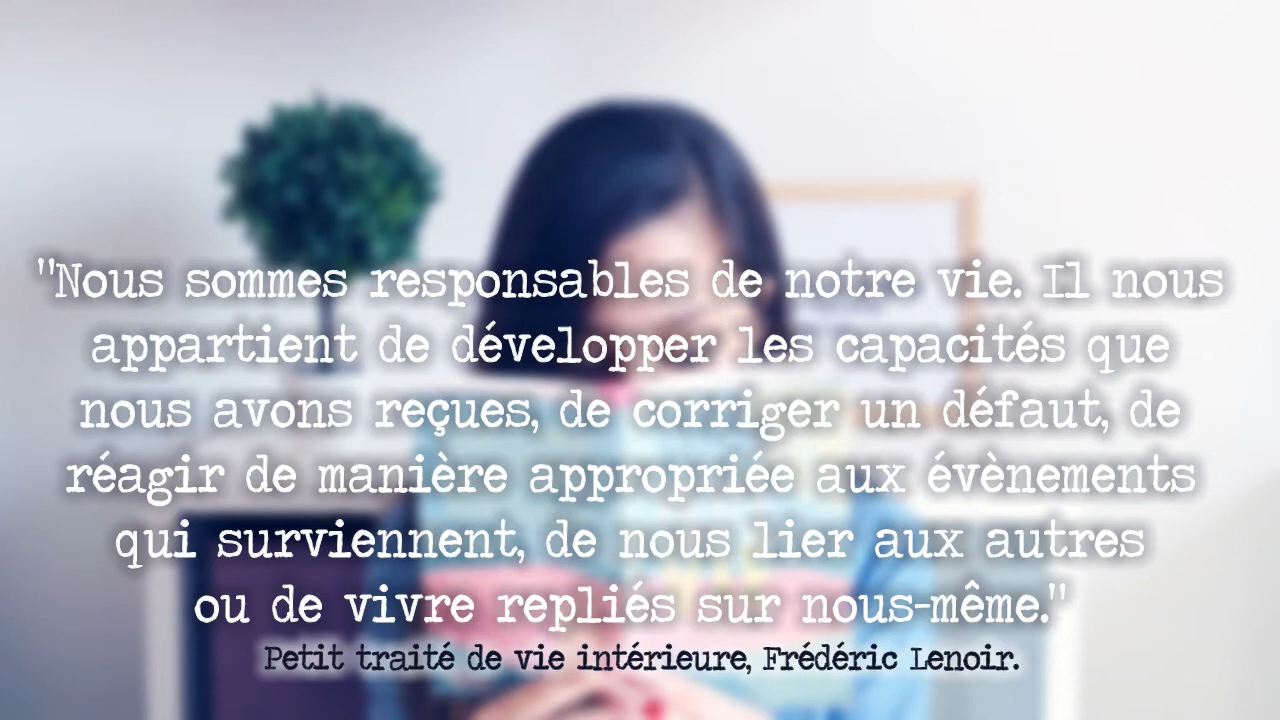 "Nous sommes responsables de notre vie. Il nous
appartient de développer les capacités que
nous avons reçues, de corriger un défaut, de
réagir de manière appropriée aux évènements
qui surviennent, de nous lier aux autres
ou de vivre repliés sur nous-même."
Petit traité de vie intérieure, Frédéric Lenoir.